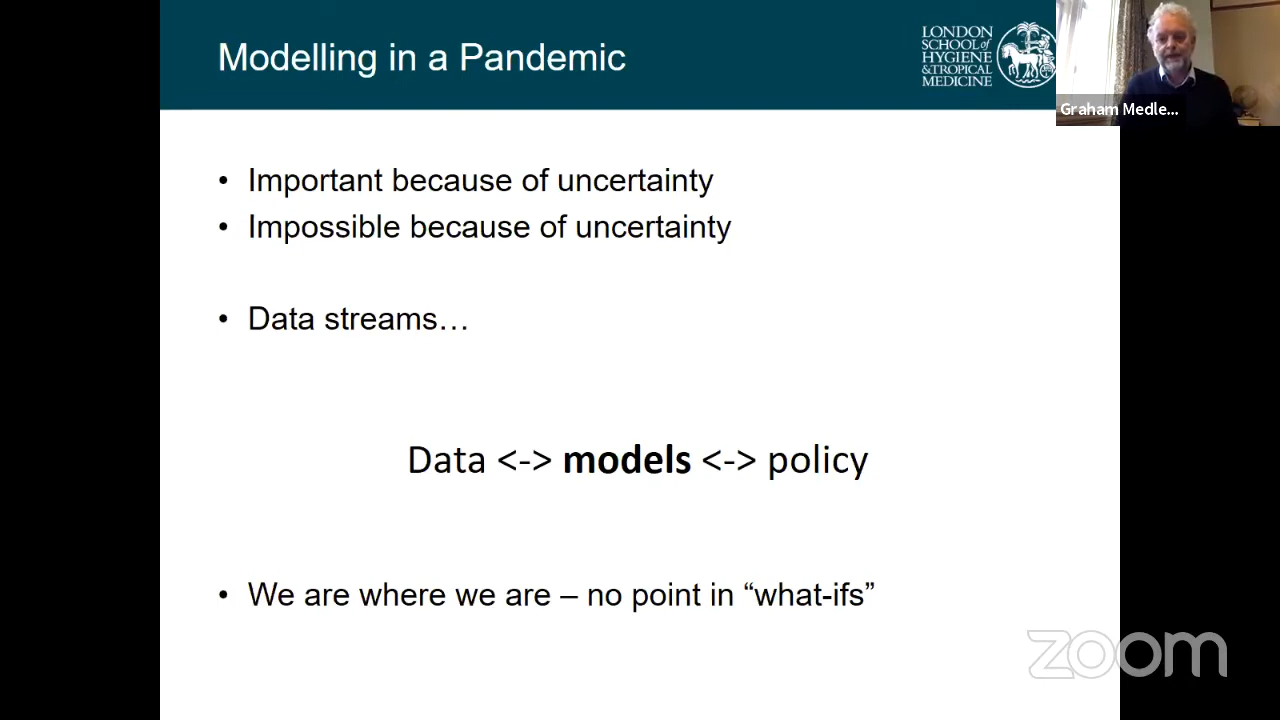 Modelling in a Pandemic
LONDON
SCHOOL of
HYGIENE
& TROPICAL
MEDICINE
Graham Medle...
• Important because of uncertainty
• Impossible because of uncertainty
• Data streams…
Data <-> models <-> policy
• We are where we are – no point in “what-ifs”
zoom